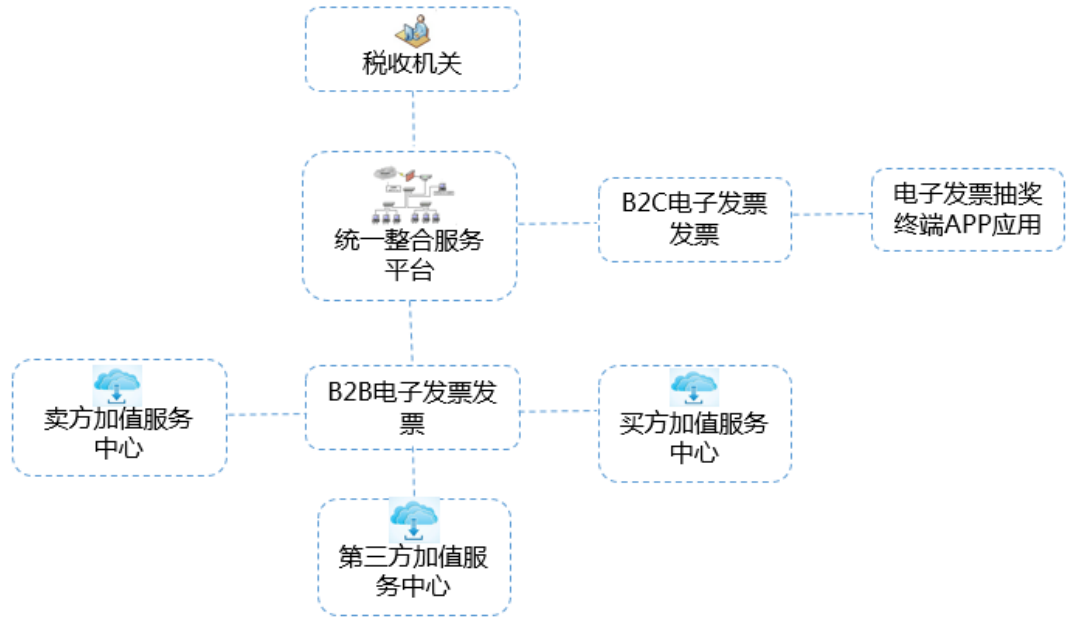 税收机关
统一整合服务
平台
B2C电子发票
发票
电子发票抽奖
终端APP应用
卖方加值服务
中心
B2B电子发票发
票
买方加值服务
中心
第三方加值服
务中心